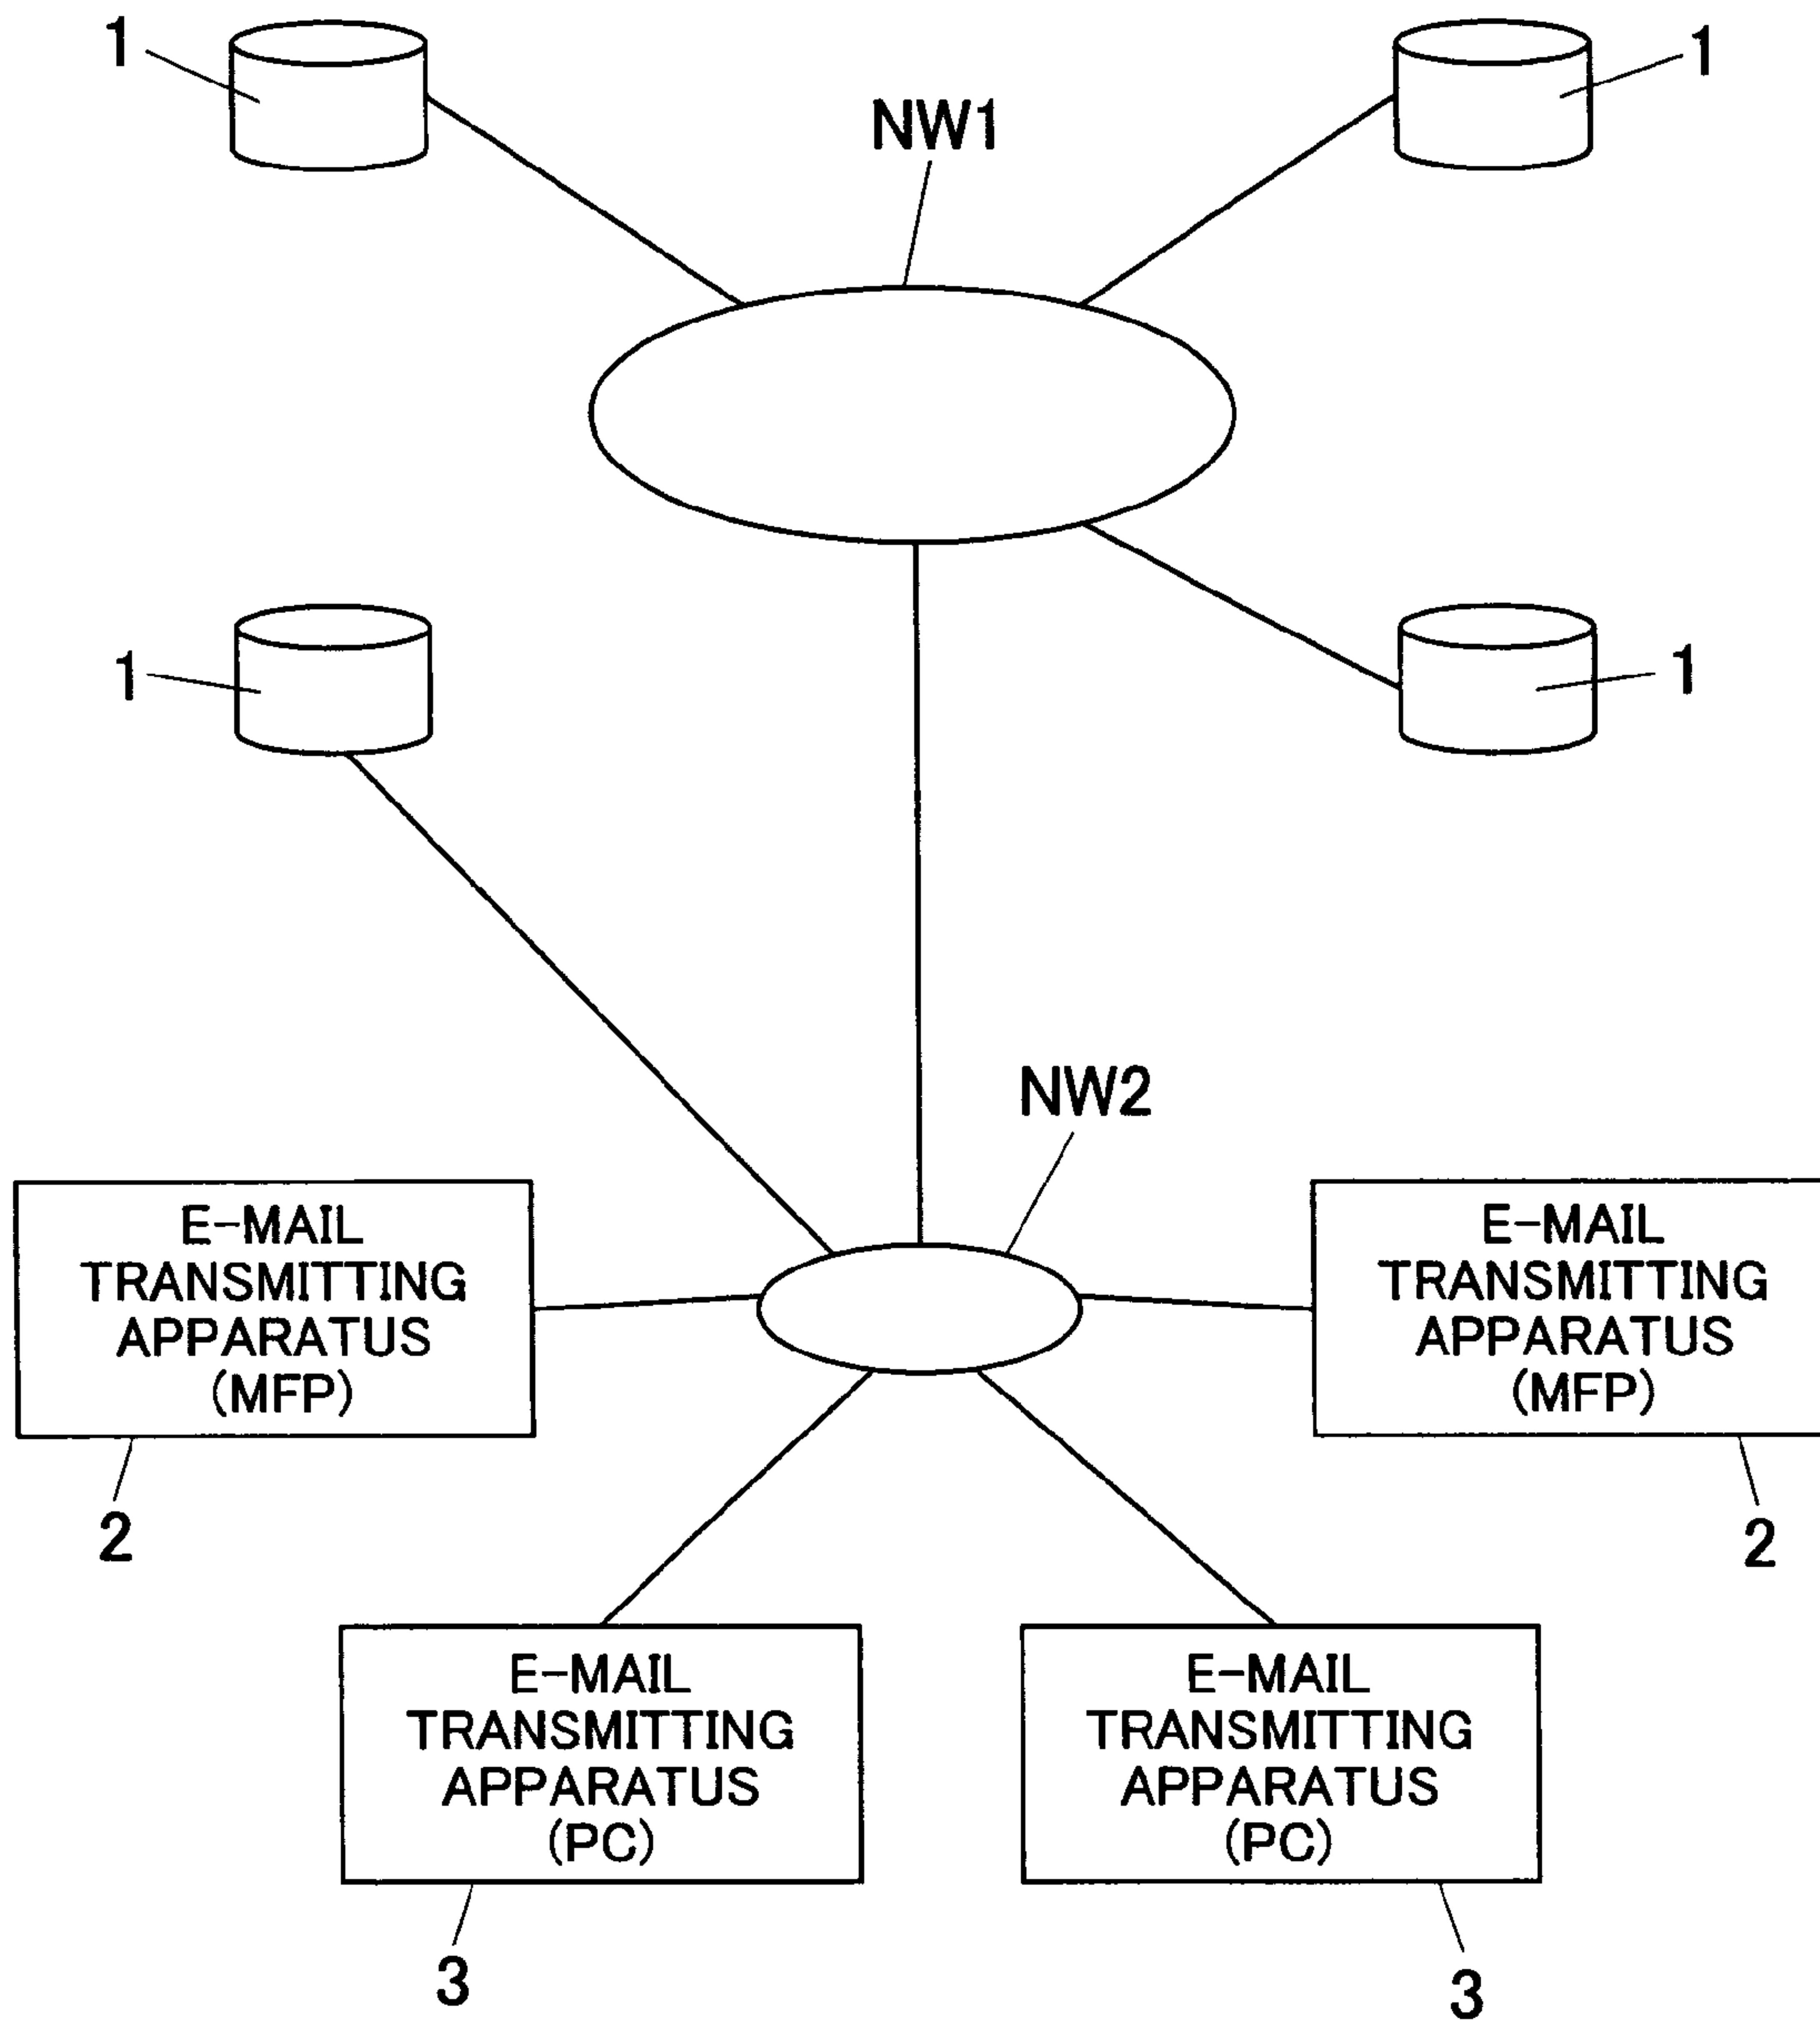 1
1
NW1
1
1
NW2
E-MAIL
TRANSMITTING
APPARATUS
(MFP)
E-MAIL
TRANSMITTING
APPARATUS
(MFP)
2
2
E-MAIL
TRANSMITTING
APPARATUS
(PC)
E-MAIL
TRANSMITTING
APPARATUS
(PC)
3
3